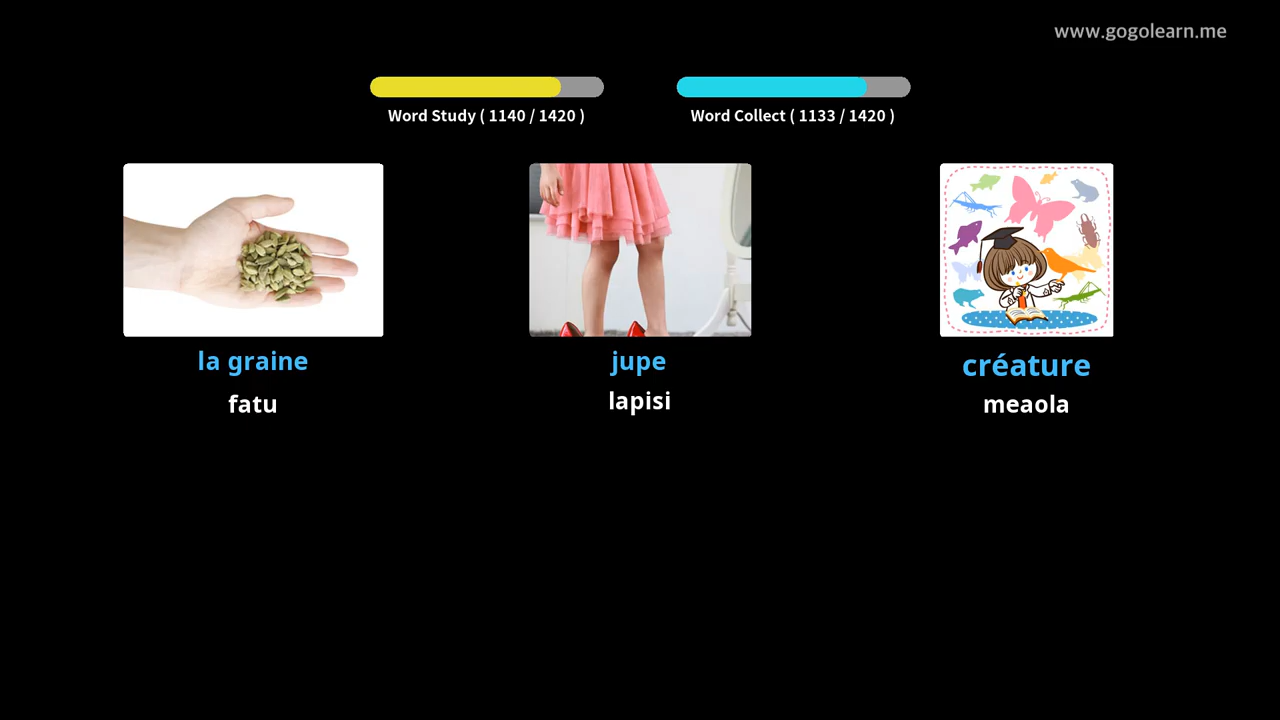 www.gogolearn.me
Word Study ( 1140 / 1420 )
Word Collect ( 1133 / 1420 )
la graine
fatu
jupe
lapisi
créature
meaola